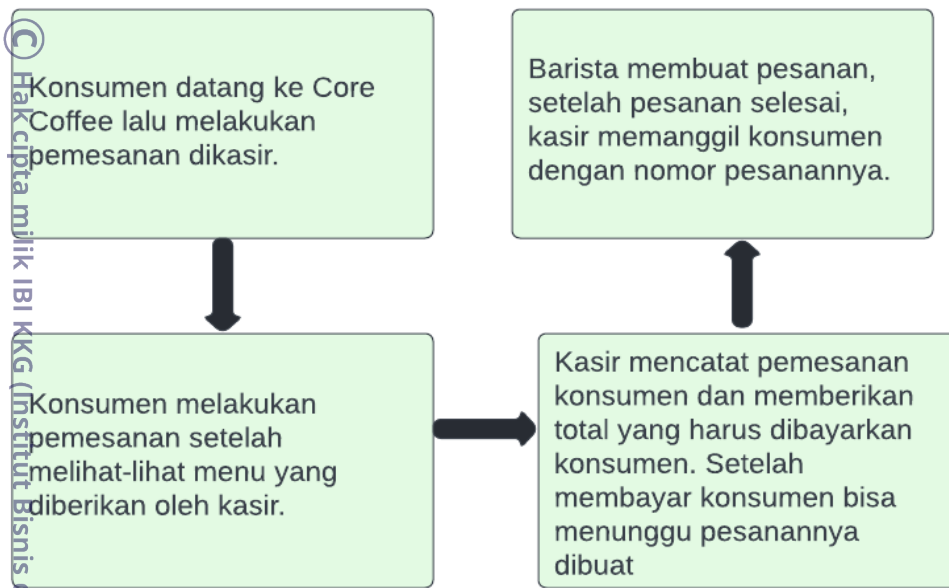 Konsumen datang ke Core
Coffee lalu melakukan
pemesanan dikasir.
Konsumen melakukan
pemesanan setelah
melihat-lihat menu yang
diberikan oleh kasir.
Kasir mencatat pemesanan
konsumen dan memberikan
total yang harus dibayarkan
konsumen. Setelah
membayar konsumen bisa
menunggu pesanannya
dibuat
Barista membuat pesanan,
setelah pesanan selesai,
kasir memanggil konsumen
dengan nomor pesanannya.
© Hak cipta milik IBI KKG (Institut Bisnis